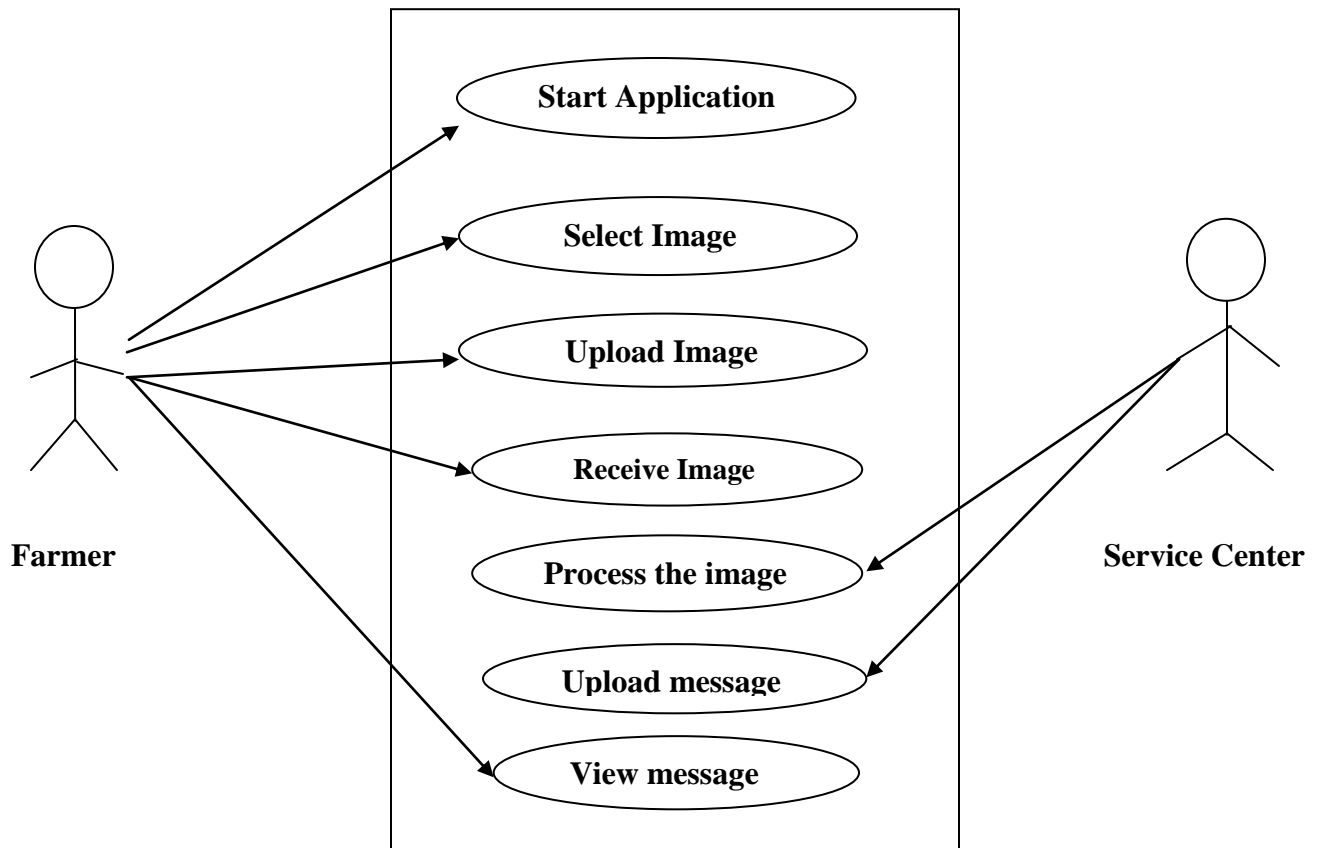 Start Application
Select Image
Upload Image
Receive Image
Process the image
Upload message
View message
Farmer
Service Center